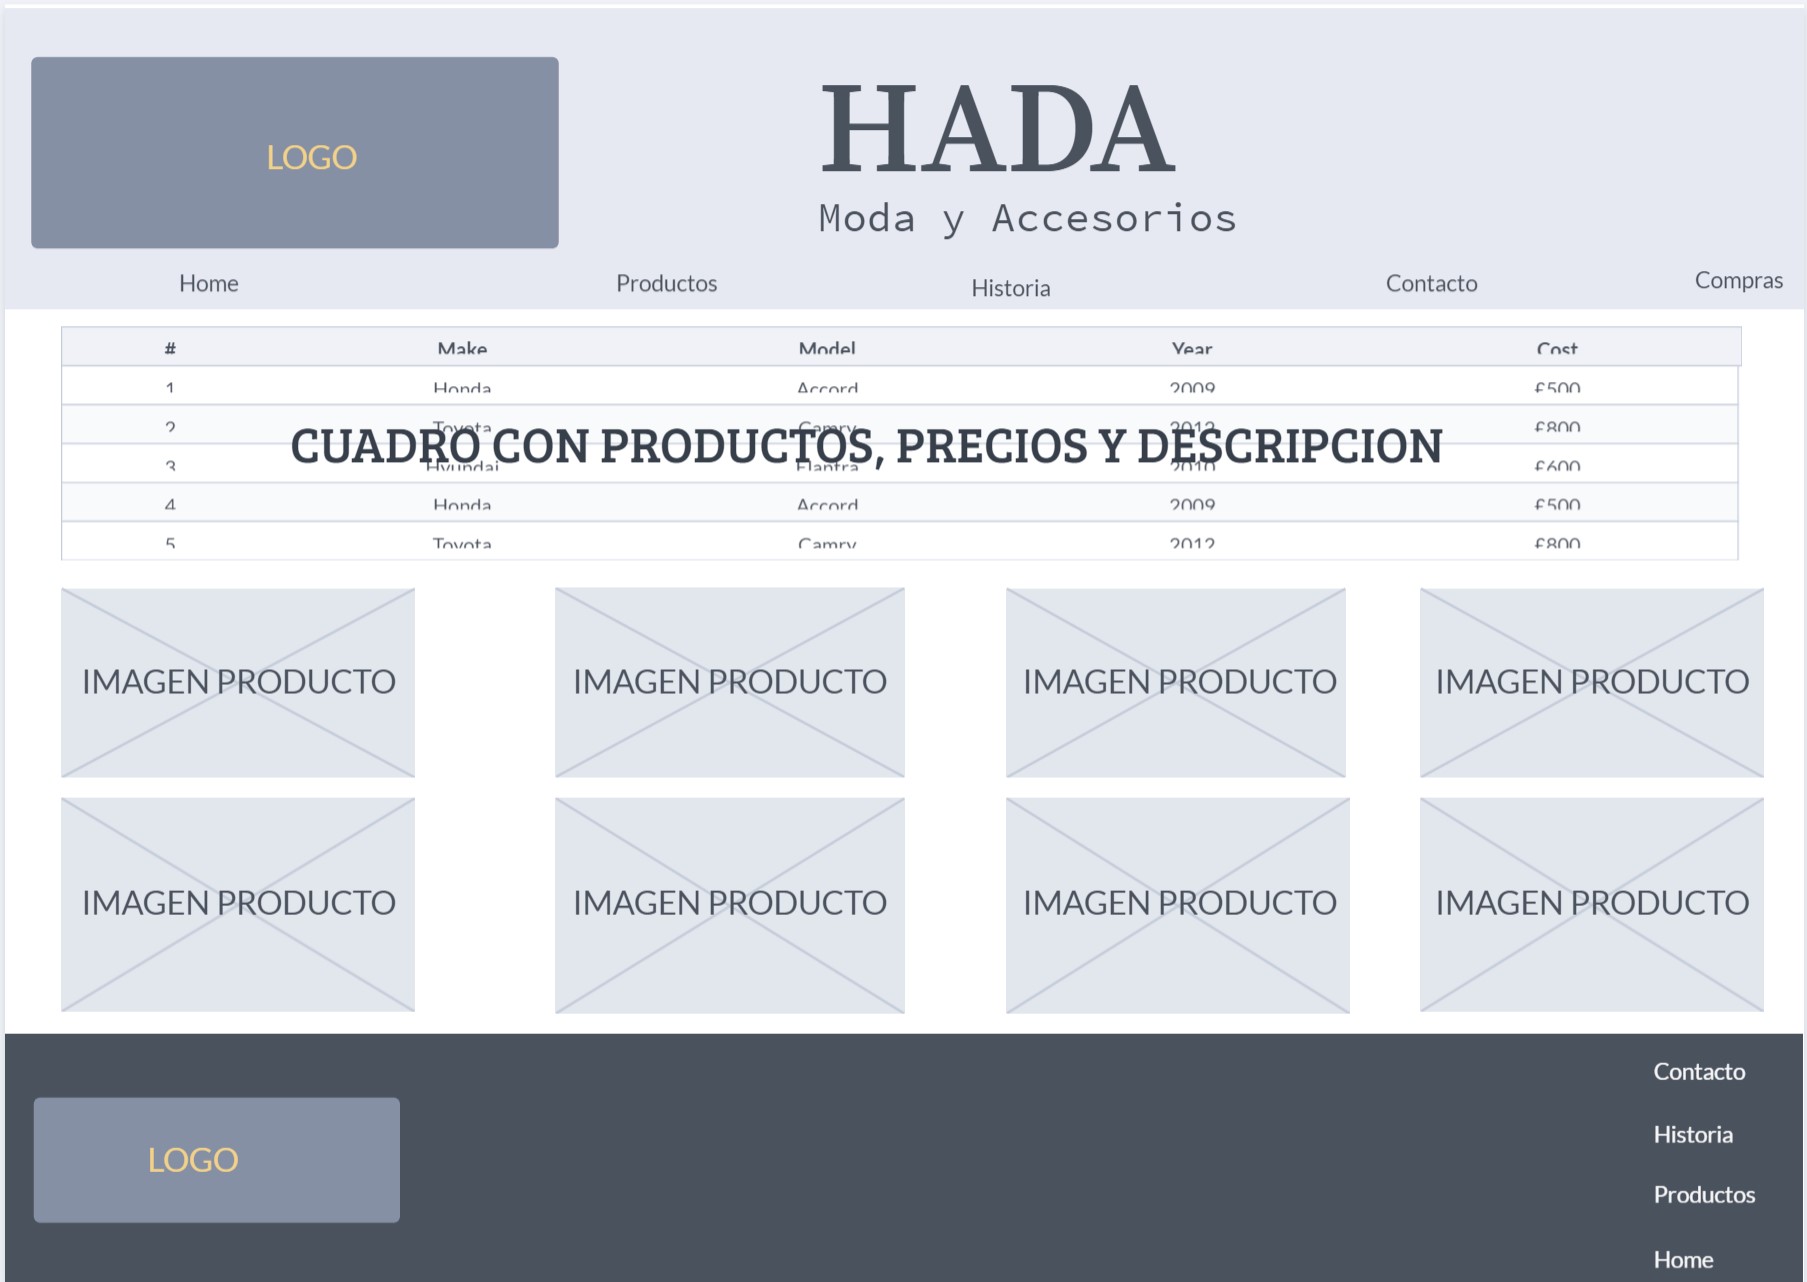 LOGO
HADA
Moda y Accesorios
Home Productos Historia Contacto Compras
# Make Model Year Cost
1 Honda Accord 2009 £500
2 Toyota Camry 2012 £800
CUADRO CON PRODUCTOS, PRECIOS Y DESCRIPCION
3 Hyundai Elantra 2010 £600
4 Honda Accord 2009 £500
5 Toyota Camry 2012 £800
IMAGEN PRODUCTO IMAGEN PRODUCTO IMAGEN PRODUCTO IMAGEN PRODUCTO
IMAGEN PRODUCTO IMAGEN PRODUCTO IMAGEN PRODUCTO IMAGEN PRODUCTO
Contacto
LOGO
Historia
Productos
Home